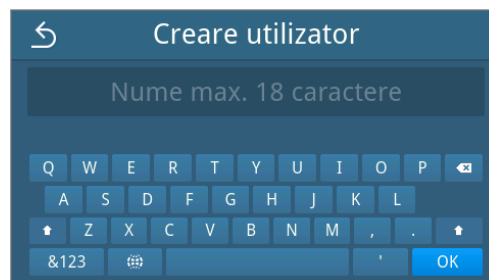 Creare utilizator
Nume max. 18 caractere
Q W E R T Y U I O P
A S D F G H J K L
Z X C V B N M , .
&123 ' OK